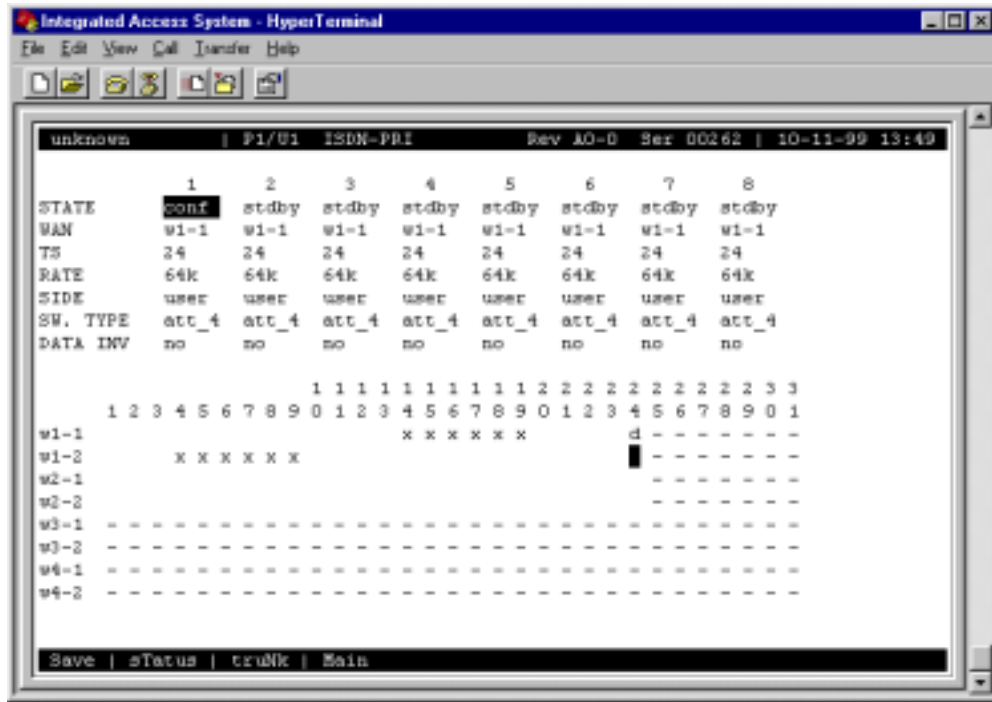 Integrated Access System - HyperTerminal
File Edit View Call Transfer Help
unknown | P1/U1 ISDN-PRI Rev A0-0 Ser 00262 | 10-11-99 13:49
1 2 3 4 5 6 7 8
STATE conf stdby stdby stdby stdby stdby stdby stdby
WAN w1-1 w1-1 w1-1 w1-1 w1-1 w1-1 w1-1 w1-1
TS 24 24 24 24 24 24 24 24
RATE 64k 64k 64k 64k 64k 64k 64k 64k
SIDE user user user user user user user user
SW. TYPE att_4 att_4 att_4 att_4 att_4 att_4 att_4 att_4
DATA INV no no no no no no no no
1 1 1 1 1 1 1 1 1 1 2 2 2 2 2 2 2 2 2 2 3 3
1 2 3 4 5 6 7 8 9 0 1 2 3 4 5 6 7 8 9 0 1 2 3 4 5 6 7 8 9 0 1
w1-1 x x x x x x d - - - - - - -
w1-2 x x x x x x - - - - - - -
w2-1 - - - - - - -
w2-2 - - - - - - -
w3-1 - - - - - - - - - - - - - - - - - - - - - - - - - - - - - - -
w3-2 - - - - - - - - - - - - - - - - - - - - - - - - - - - - - - -
w4-1 - - - - - - - - - - - - - - - - - - - - - - - - - - - - - - -
w4-2 - - - - - - - - - - - - - - - - - - - - - - - - - - - - - - -
Save | sTatus | truNk | Main